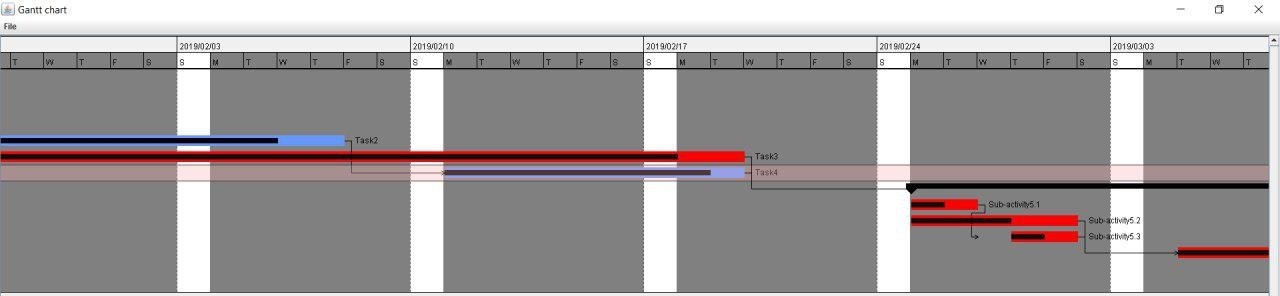 Gantt chart
File
2019/02/03 2019/02/10 2019/02/17 2019/02/24 2019/03/03
T W T F S S M T W T F S S M T W T F S S M T W T F S S M T W T F S S M T W T
Task2
Task3
Task4
Sub-activity5.1
Sub-activity5.2
Sub-activity5.3